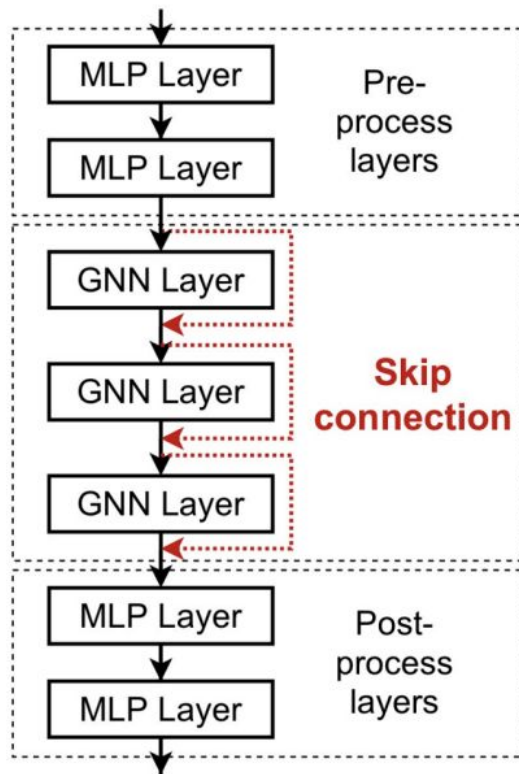 MLP Layer
Pre-
process
layers
MLP Layer
GNN Layer
GNN Layer
Skip
connection
GNN Layer
MLP Layer
Post-
process
layers
MLP Layer